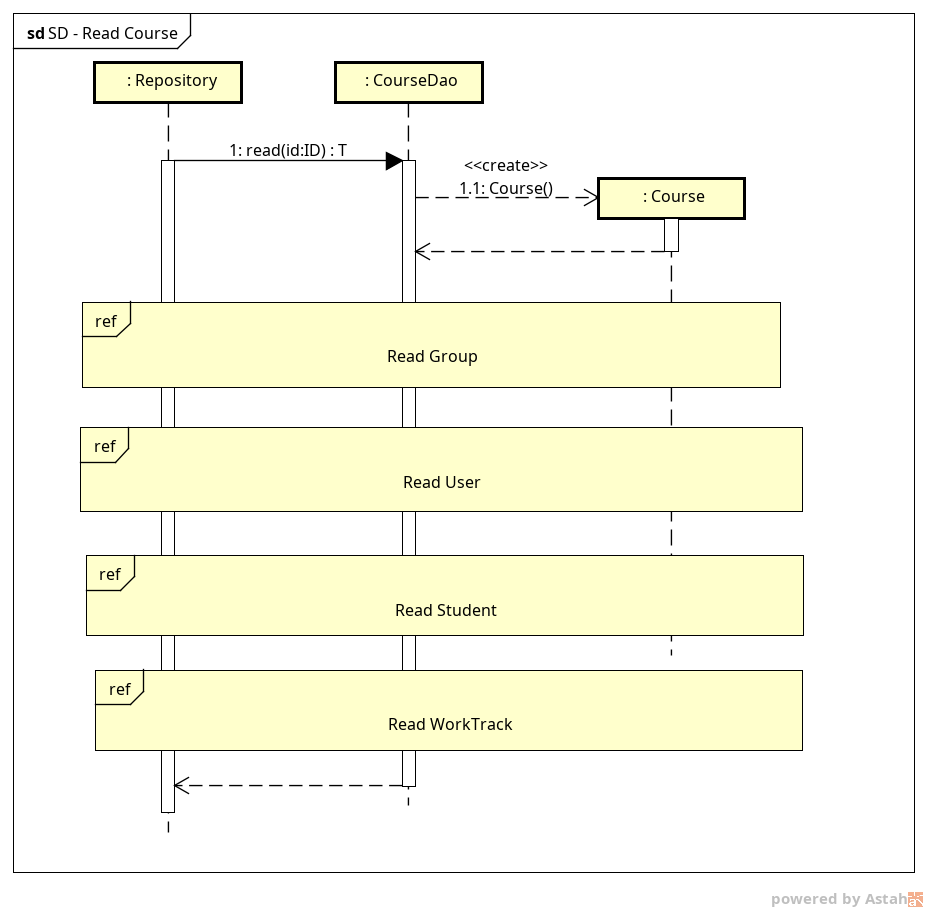 sd SD - Read Course
: Repository
: CourseDao
1: read(id:ID) : T
<<create>>
1.1: Course()
: Course
ref
Read Group
ref
Read User
ref
Read Student
ref
Read WorkTrack
powered by Astah